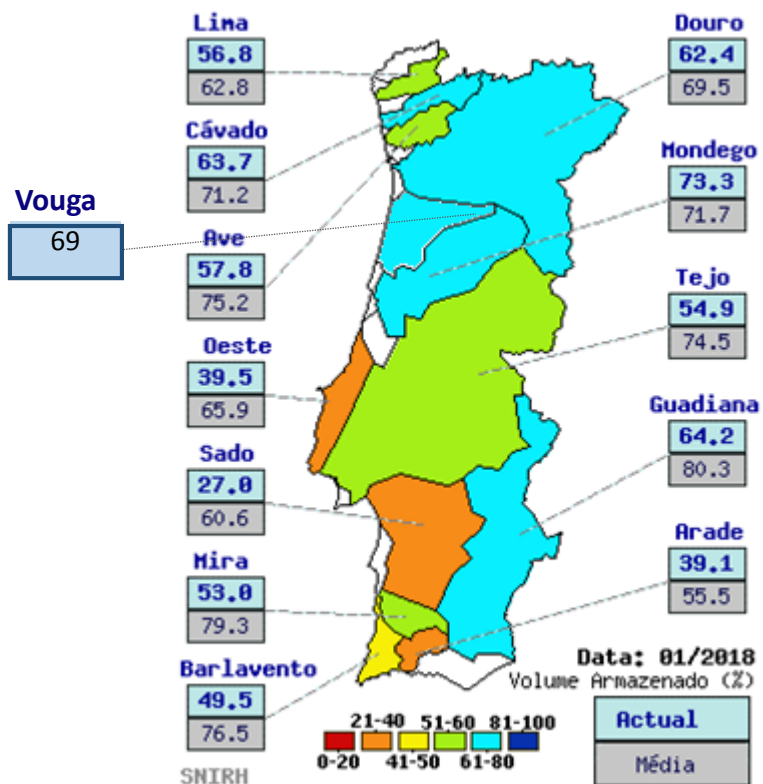 Lima
56.8
62.8
Cávado
63.7
71.2
Vouga
69
Ave
57.8
75.2
Oeste
39.5
65.9
Sado
27.0
60.6
Mira
53.0
79.3
Barlavento
49.5
76.5
SNIRH
Douro
62.4
69.5
Mondego
73.3
71.7
Tejo
54.9
74.5
Guadiana
64.2
80.3
Arade
39.1
55.5
Data: 01/2018
Volume Armazenado (%)
21-40 51-60 81-100
0-20 41-50 61-80
Actual
Média